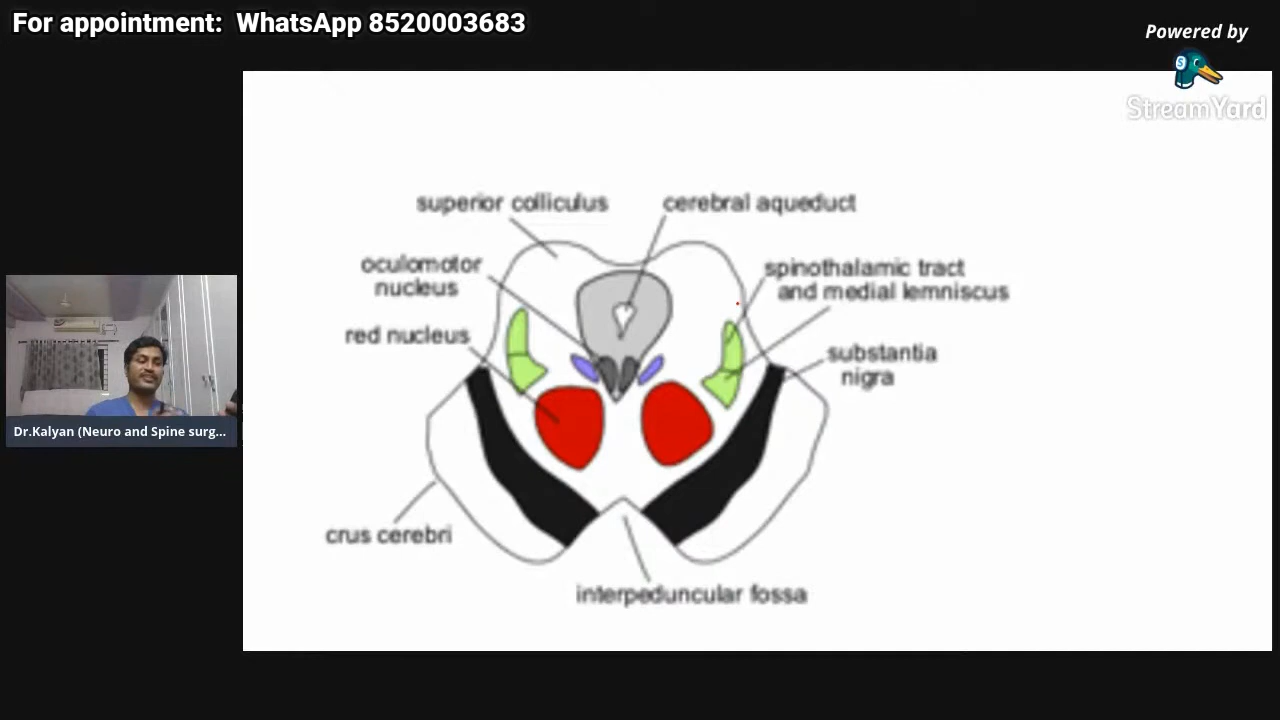 For appointment: WhatsApp 8520003683
Powered by
StreamYard
superior colliculus
cerebral aqueduct
oculomotor
nucleus
spinothalamic tract
and medial lemniscus
red nucleus
substantia
nigra
crus cerebri
interpeduncular fossa
Dr.Kalyan (Neuro and Spine surg...